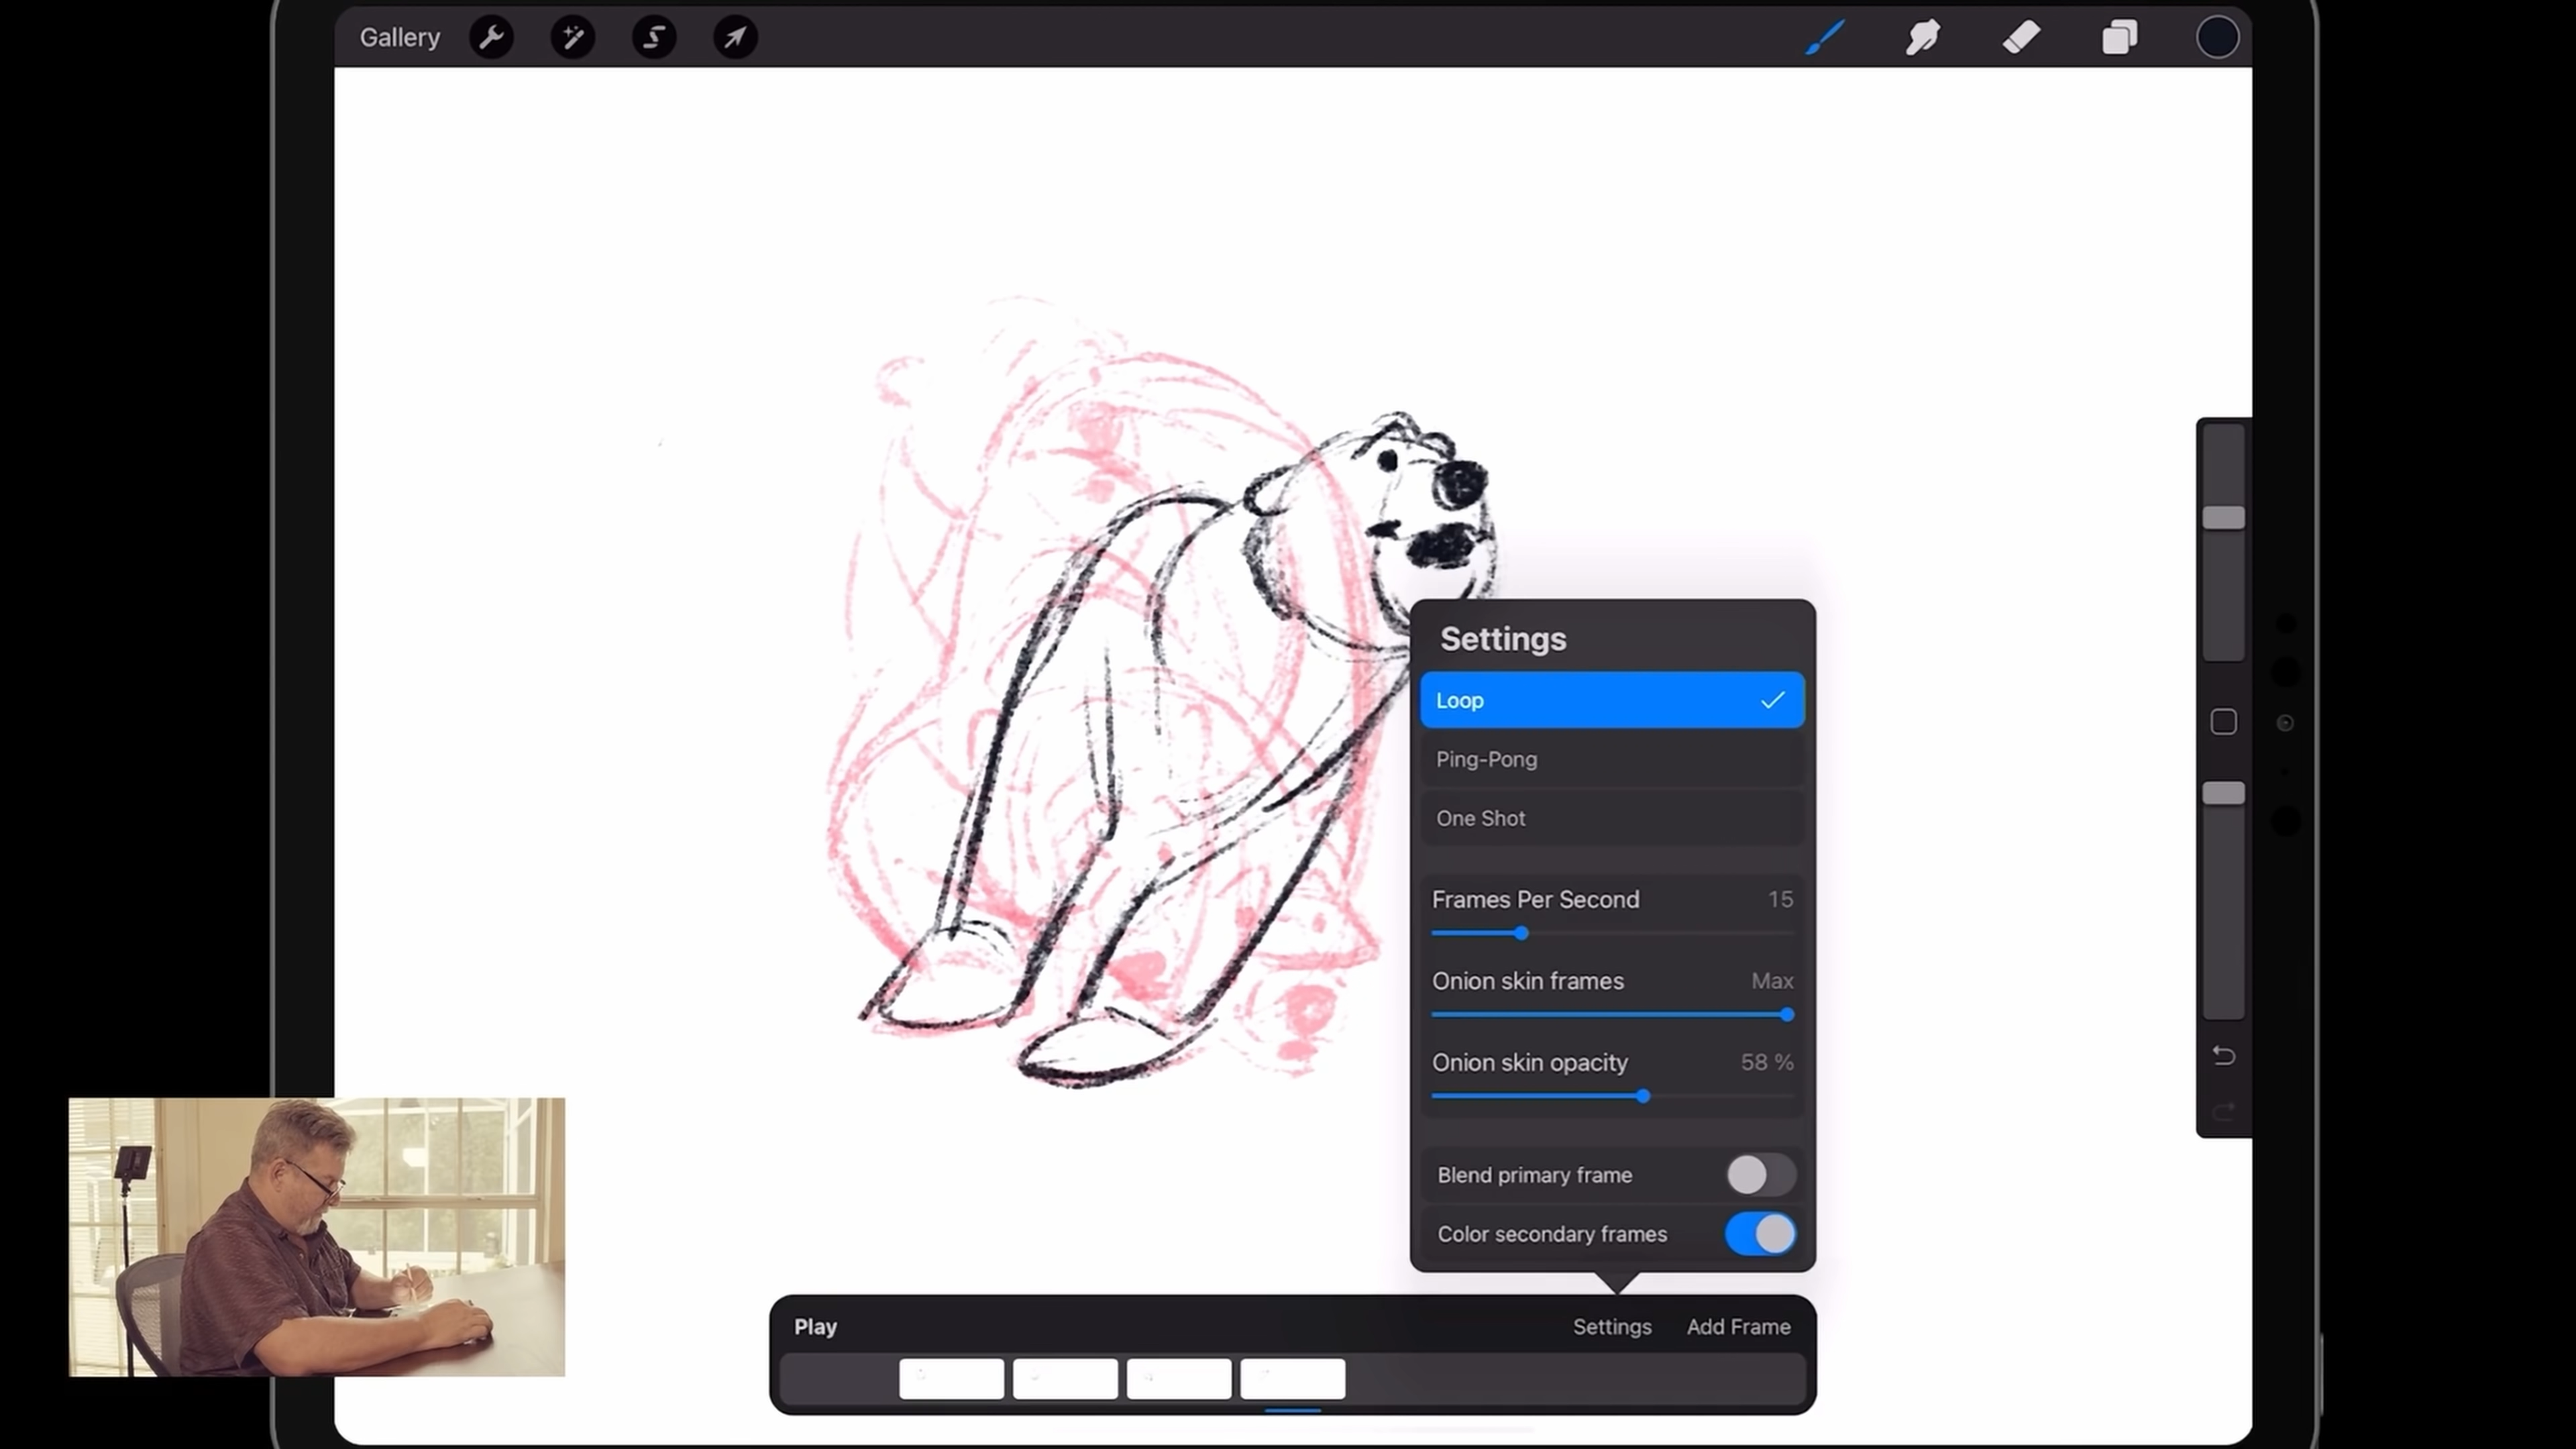 Gallery
Settings
Loop
Ping-Pong
One Shot
Frames Per Second 15
Onion skin frames Max
Onion skin opacity 58 %
Blend primary frame
Color secondary frames
Play Settings Add Frame